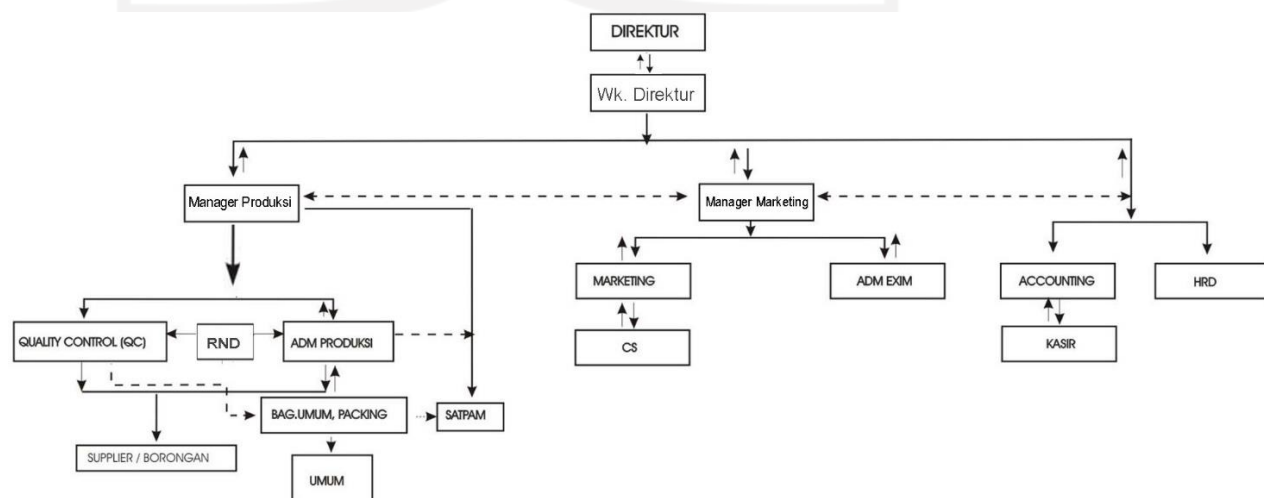 DIREKTUR
Wk. Direktur
Manager Produksi
Manager Marketing
MARKETING
ADM EXIM
ACCOUNTING
HRD
QUALITY CONTROL (QC)
RND
ADM PRODUKSI
CS
KASIR
BAG.UMUM, PACKING
SATPAM
SUPPLIER / BORONGAN
UMUM